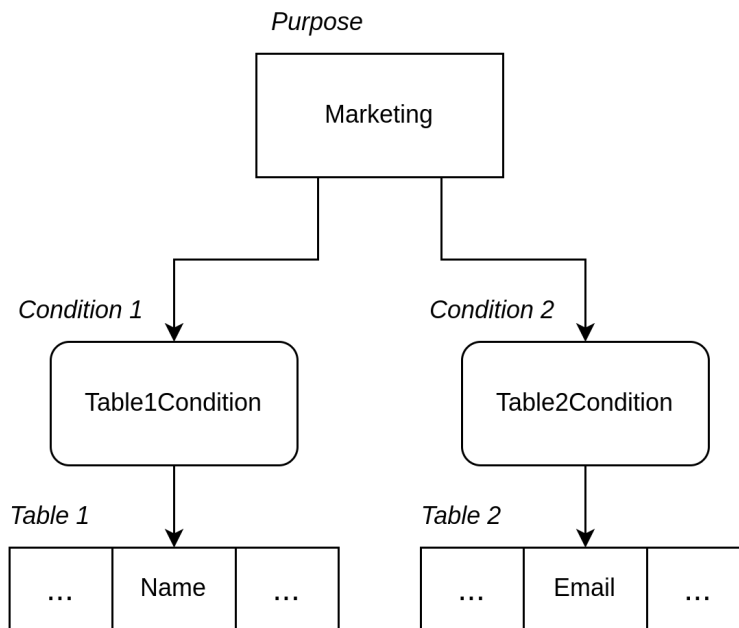 Purpose
Marketing
Condition 1
Condition 2
Table1Condition
Table2Condition
Table 1
Table 2
... Name ...
... Email ...